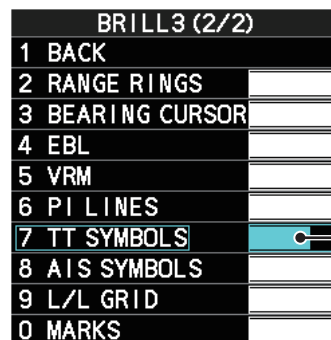 BRILL3 (2/2)
1 BACK
2 RANGE RINGS
3 BEARING CURSOR
4 EBL
5 VRM
6 PI LINES
7 TT SYMBOLS
8 AIS SYMBOLS
9 L/L GRID
0 MARKS